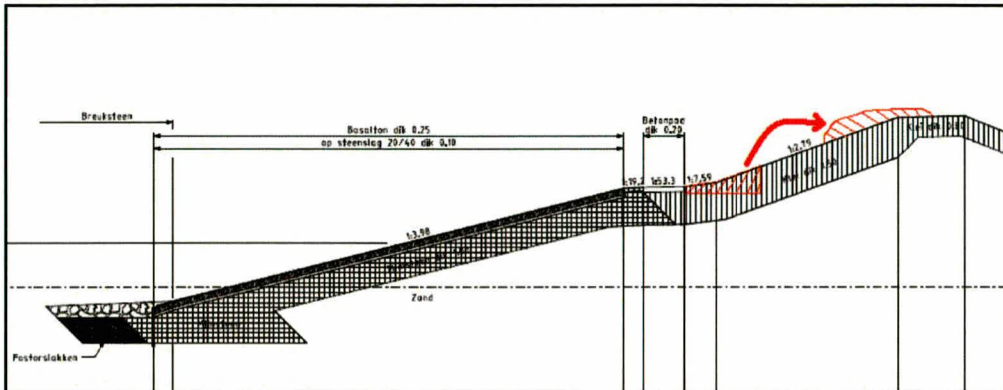 Breuksteen
Basalton dik 0.25
op steenslag 20/40 dik 0.10
Betonpad
dik 0.20
1:19.2
1:53.3
1:7.59
1:2.79
1:3.98
Zand
Fosforslakken